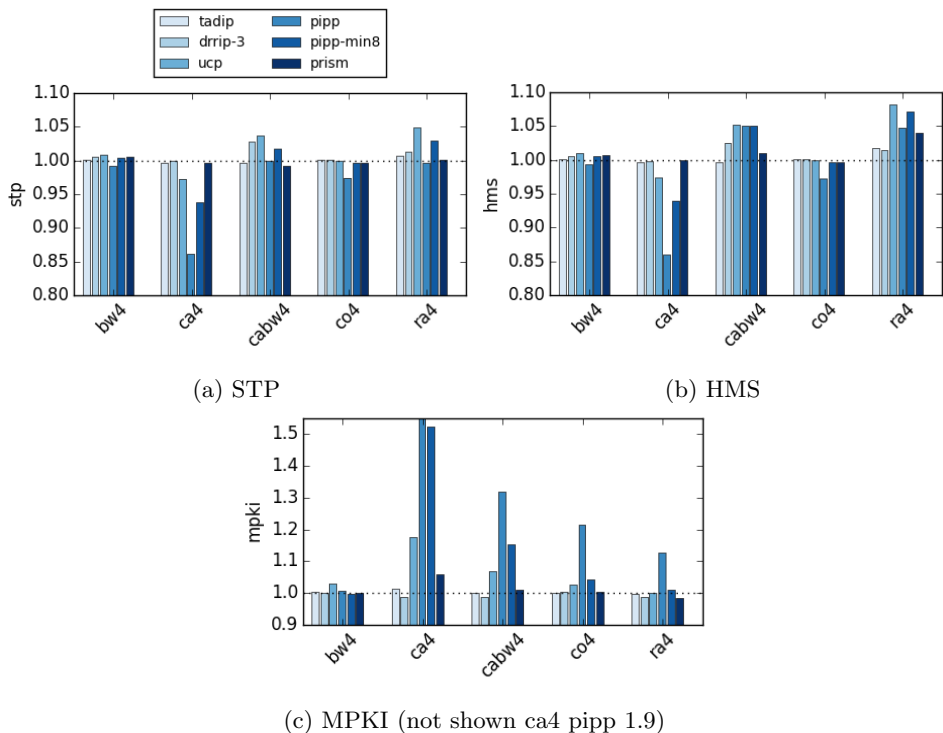 tadip pipp
drrip-3 pipp-min8
ucp prism
1.10
1.05
1.00
0.95
0.90
0.85
0.80
stp
bw4 ca4 cabw4 co4 ra4
(a) STP
1.10
1.05
1.00
0.95
0.90
0.85
0.80
hms
bw4 ca4 cabw4 co4 ra4
(b) HMS
1.5
1.4
1.3
1.2
1.1
1.0
0.9
mpki
bw4 ca4 cabw4 co4 ra4
(c) MPKI (not shown ca4 pipp 1.9)